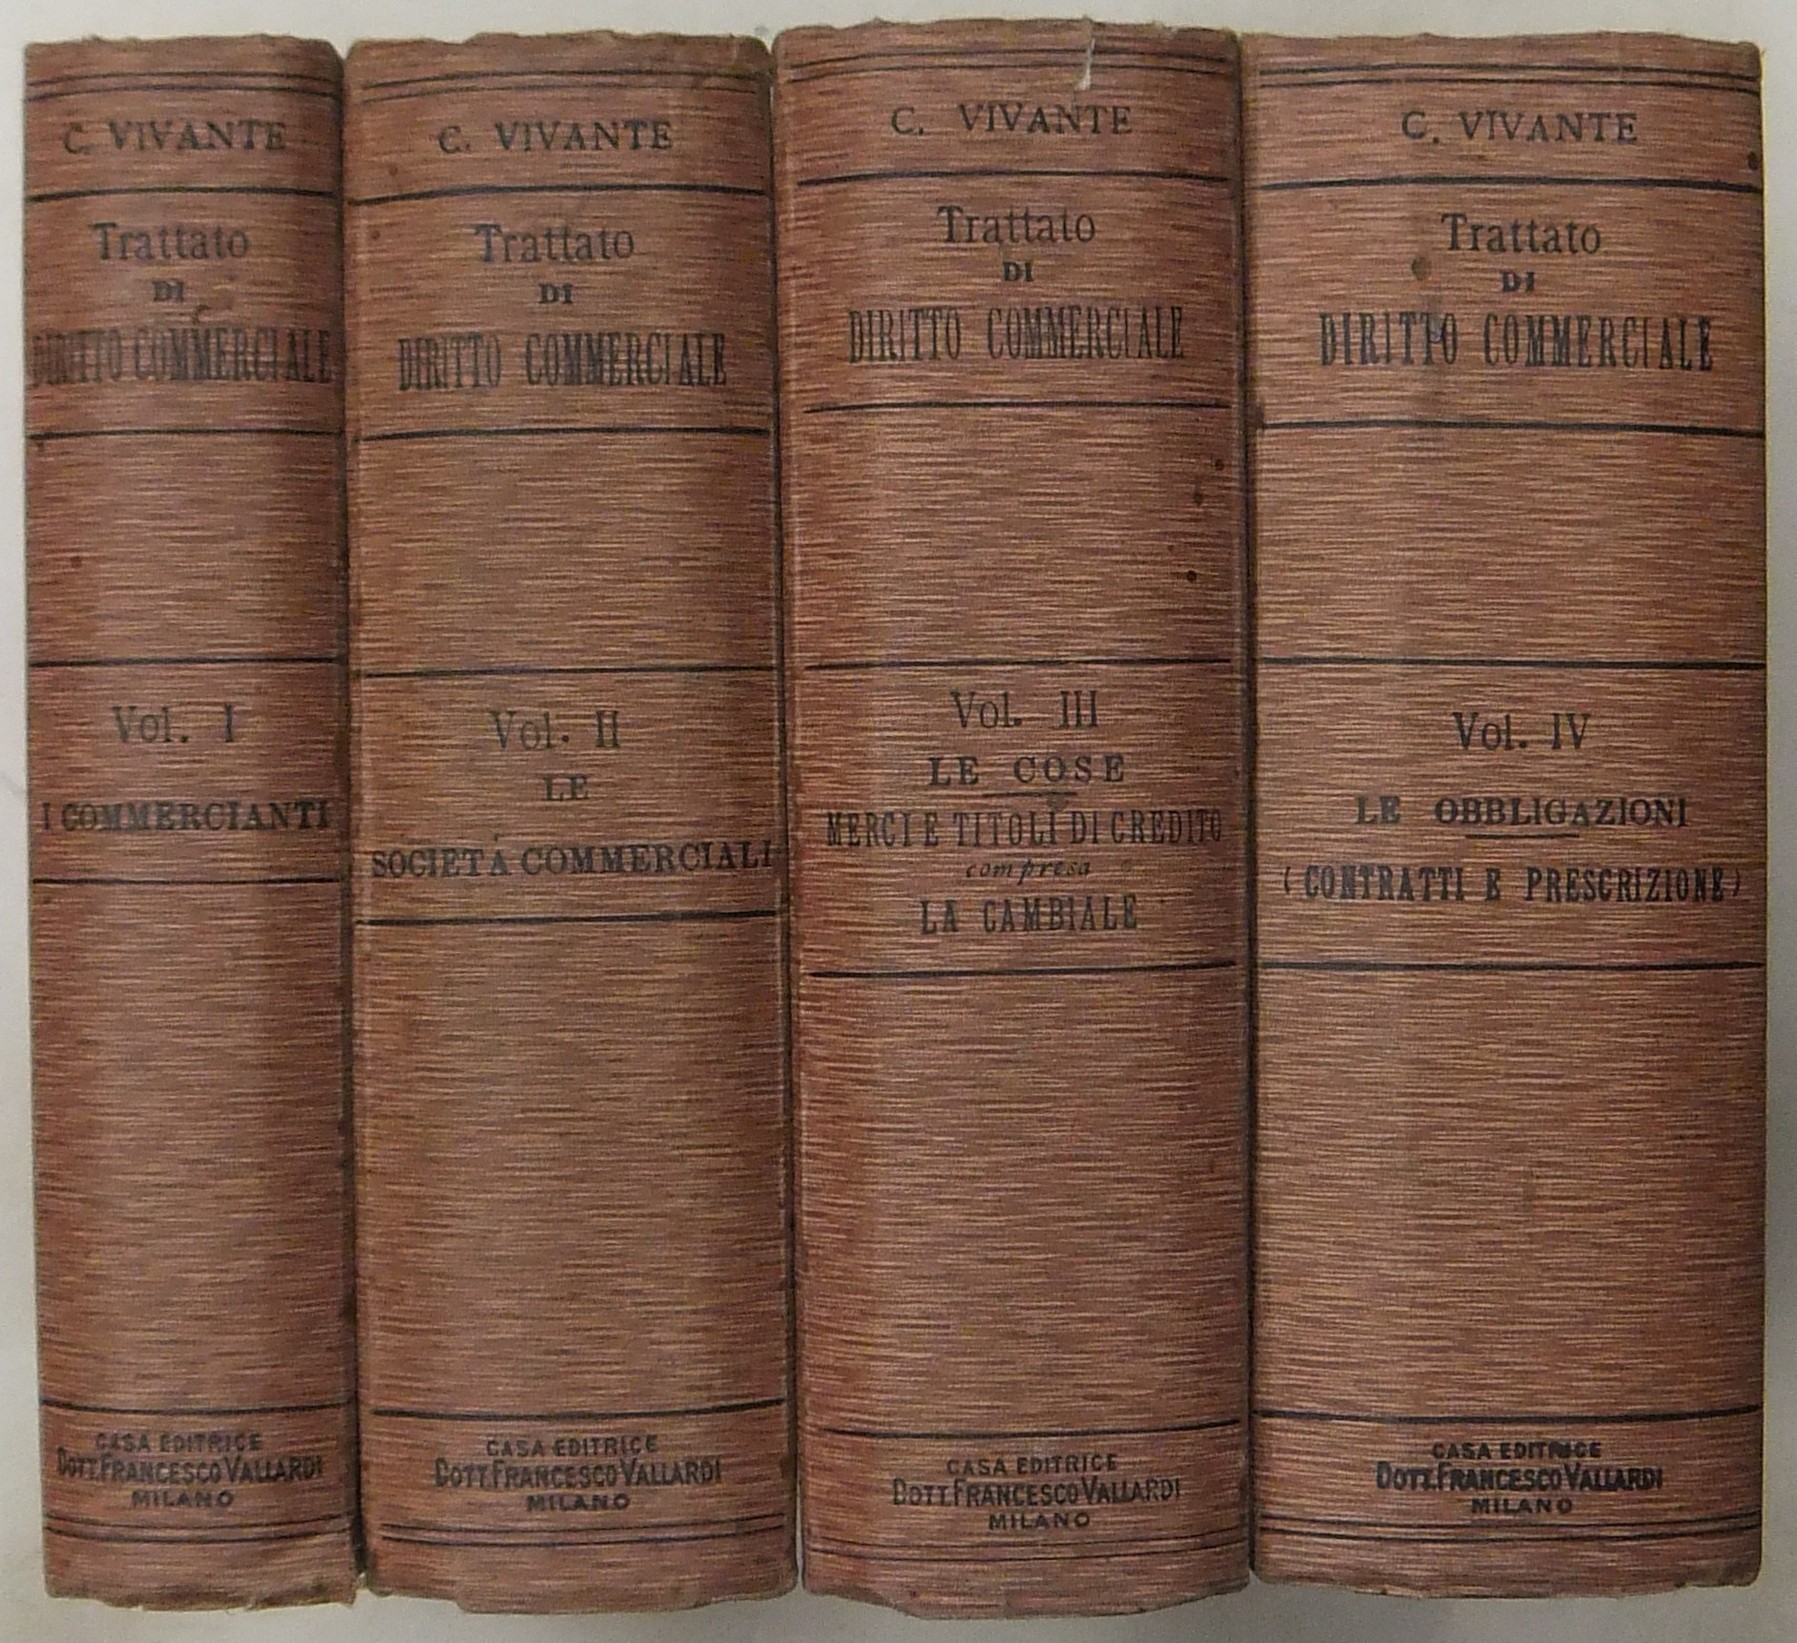 C. VIVANTE
Trattato
DI
DIRITTO COMMERCIALE
Vol. I
I COMMERCIANTI
CASA EDITRICE
DOTT. FRANCESCO VALLARDI
MILANO
C. VIVANTE
Trattato
DI
DIRITTO COMMERCIALE
Vol. II
LE
SOCIETÁ COMMERCIALI
CASA EDITRICE
DOTT. FRANCESCO VALLARDI
MILANO
C. VIVANTE
Trattato
DI
DIRITTO COMMERCIALE
Vol. III
LE COSE
MERCI E TITOLI DI CREDITO
compresa
LA CAMBIALE
CASA EDITRICE
DOTT. FRANCESCO VALLARDI
MILANO
C. VIVANTE
Trattato
DI
DIRITTO COMMERCIALE
Vol. IV
LE OBBLIGAZIONI
(CONTRATTI E PRESCRIZIONE)
CASA EDITRICE
DOTT. FRANCESCO VALLARDI
MILANO